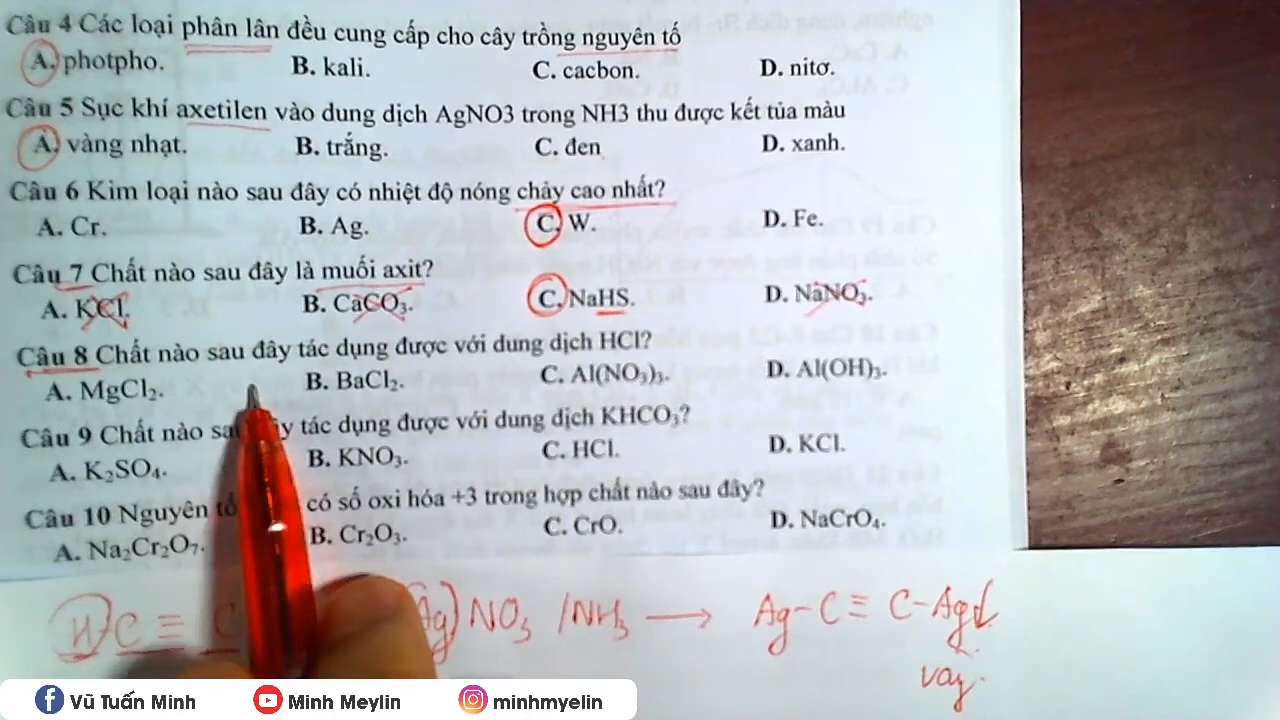 Câu 4 Các loại phân lân đều cung cấp cho cây trồng nguyên tố
A. photpho. B. kali. C. cacbon. D. nitơ.
Câu 5 Sục khí axetilen vào dung dịch AgNO3 trong NH3 thu được kết tủa màu
A. vàng nhạt. B. trắng. C. đen D. xanh.
Câu 6 Kim loại nào sau đây có nhiệt độ nóng chảy cao nhất?
A. Cr. B. Ag. C. W. D. Fe.
Câu 7 Chất nào sau đây là muối axit?
A. KCl. B. CaCO₃. C. NaHS. D. NaNO₃.
Câu 8 Chất nào sau đây tác dụng được với dung dịch HCl?
A. MgCl₂. B. BaCl₂. C. Al(NO₃)₃. D. Al(OH)₃.
Câu 9 Chất nào tác dụng được với dung dịch KHCO₃?
A. K₂SO₄. B. KNO₃. C. HCl. D. KCl.
Câu 10 Nguyên tố có số oxi hóa +3 trong hợp chất nào sau đây?
A. Na₂Cr₂O₇. B. Cr₂O₃. C. CrO. D. NaCrO₄.
H C ≡ C Ag) NO₃ /NH₃ → Ag-C ≡ C-Ag↓
vàng
Vũ Tuấn Minh Minh Meylin minhmyelin